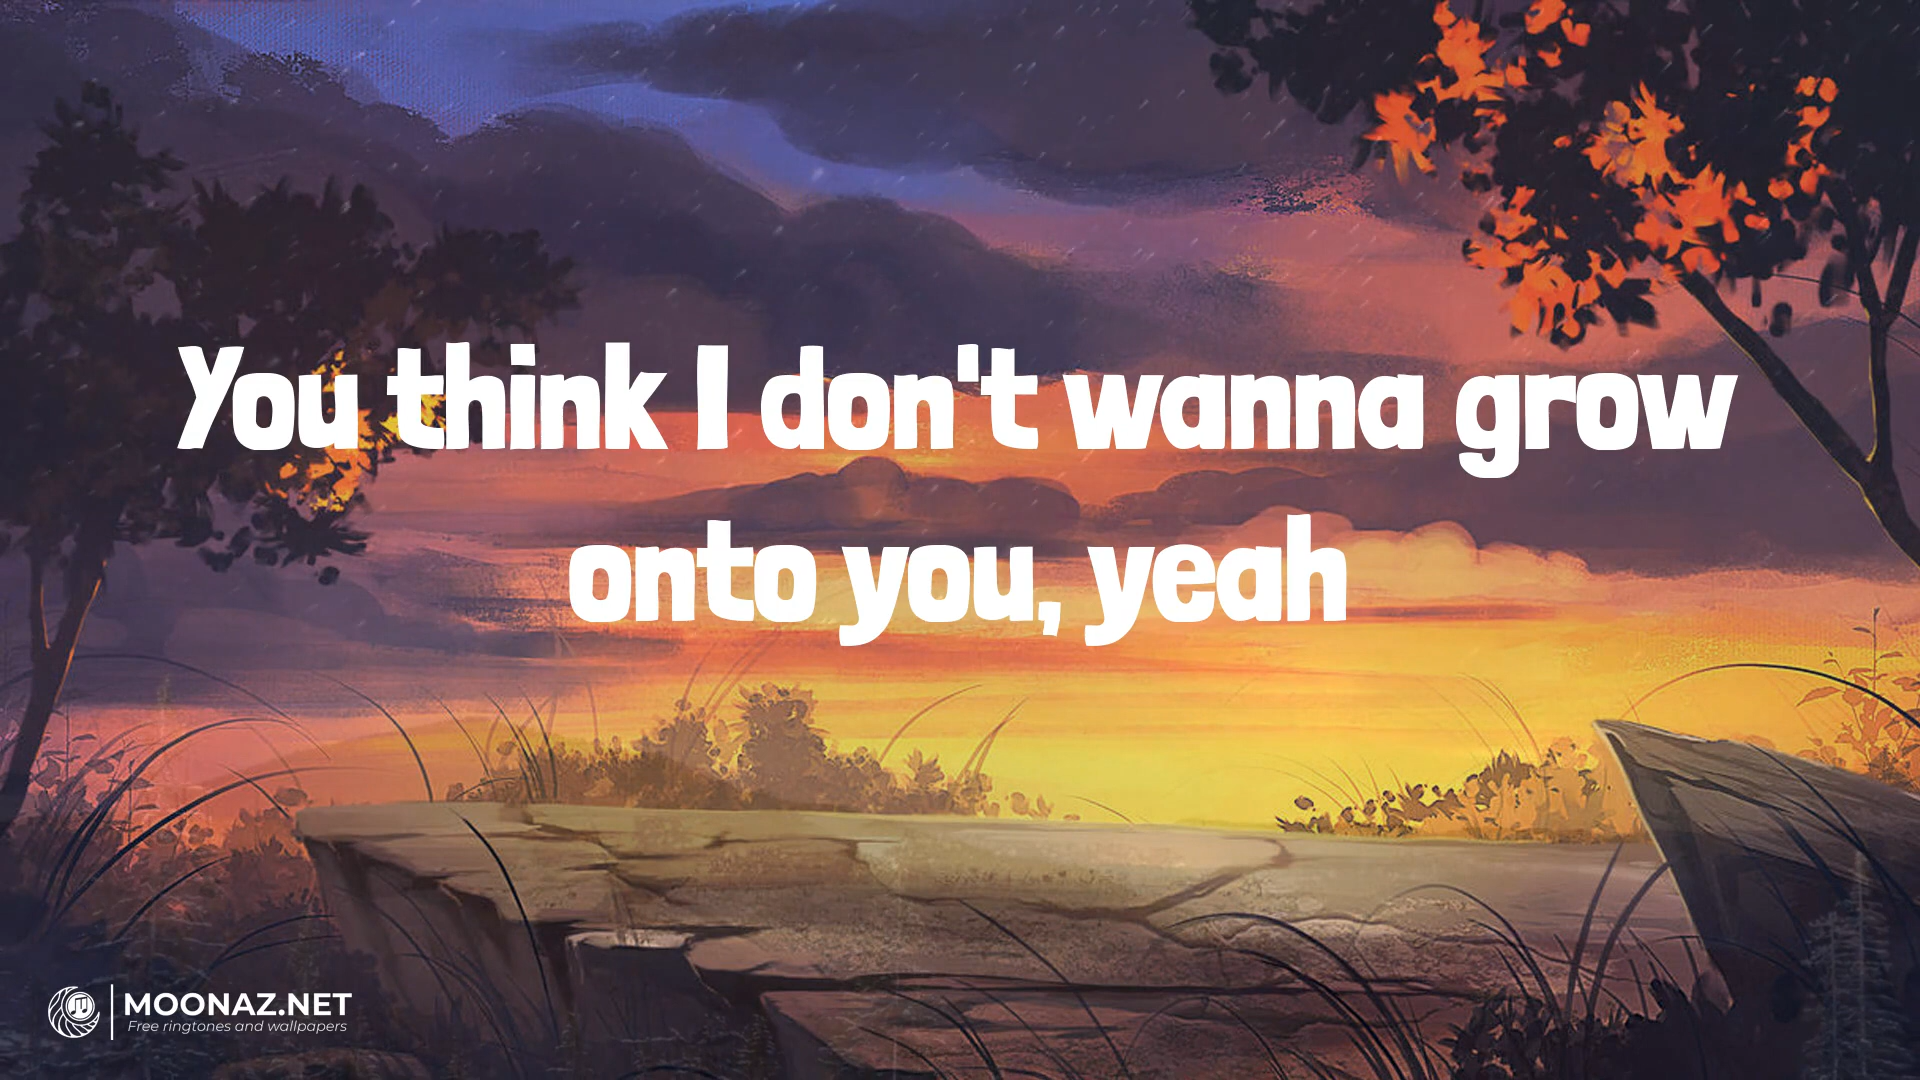 You think I don't wanna grow
onto you, yeah
MOONAZ.NET
Free ringtones and wallpapers